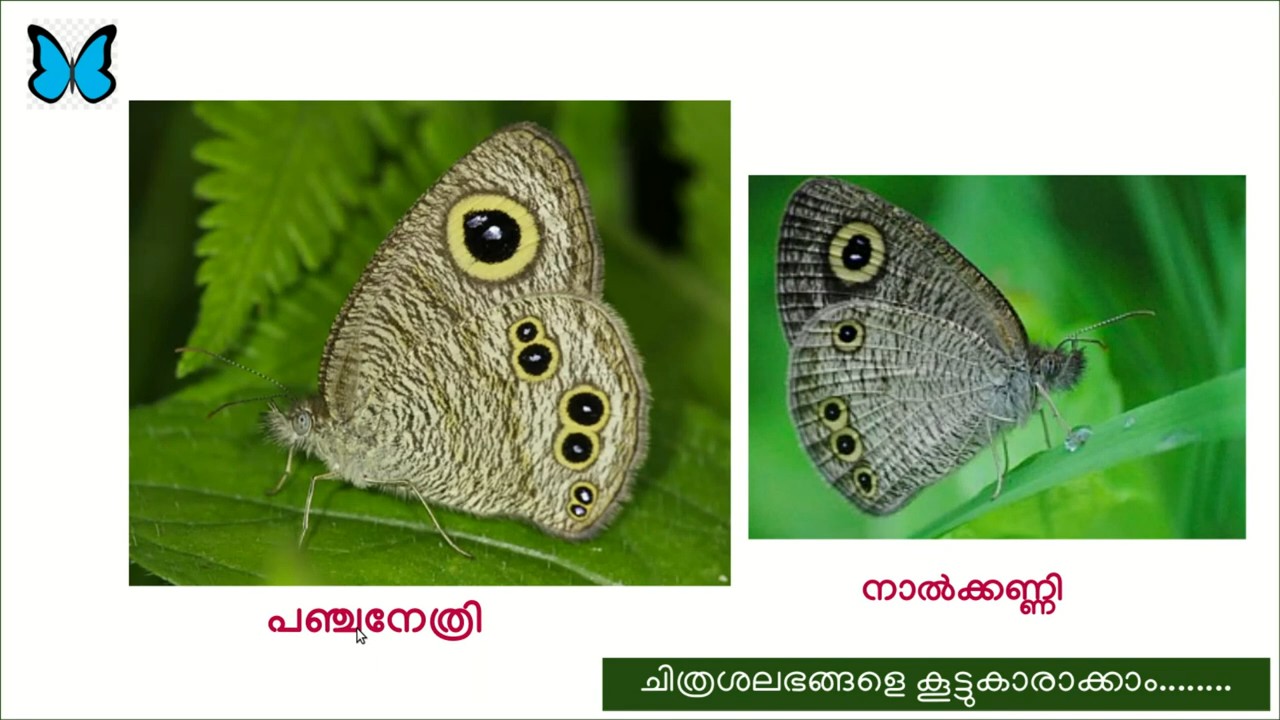 പഞ്ചനേത്രി
നാൽക്കണ്ണി
ചിത്രശലഭങ്ങളെ കൂട്ടുകാരാക്കാം........